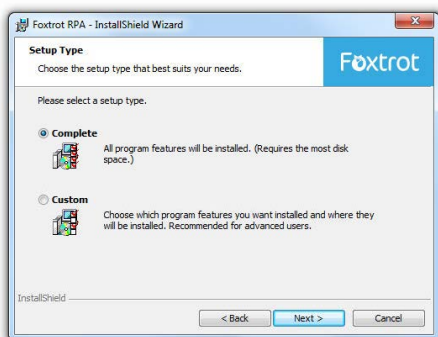 Foxtrot RPA - InstallShield Wizard
Setup Type
Choose the setup type that best suits your needs.
Foxtrot
Please select a setup type.
Complete
All program features will be installed. (Requires the most disk
space.)
Custom
Choose which program features you want installed and where they
will be installed. Recommended for advanced users.
InstallShield
< Back Next > Cancel